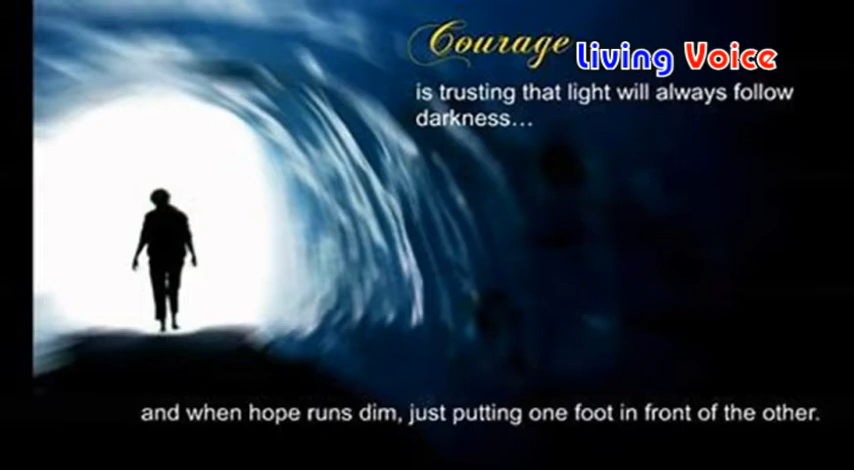 Courage
Living Voice
is trusting that light will always follow
darkness...
and when hope runs dim, just putting one foot in front of the other.